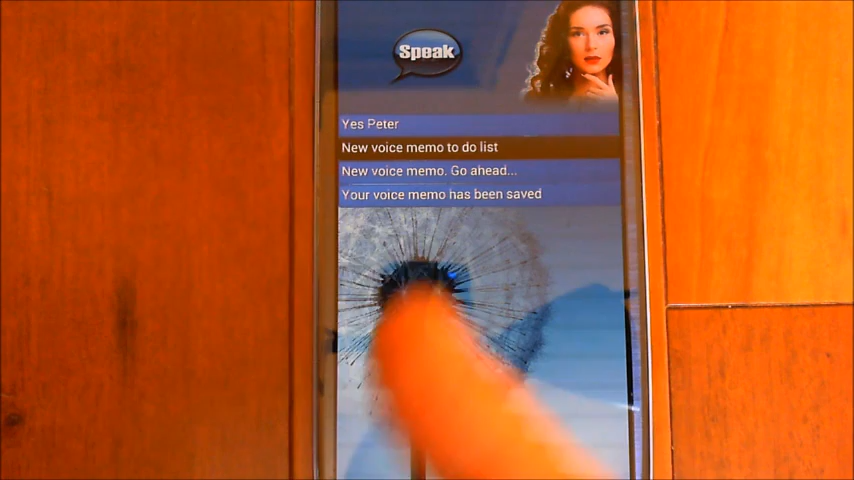 Speak
Yes Peter
New voice memo to do list
New voice memo. Go ahead...
Your voice memo has been saved